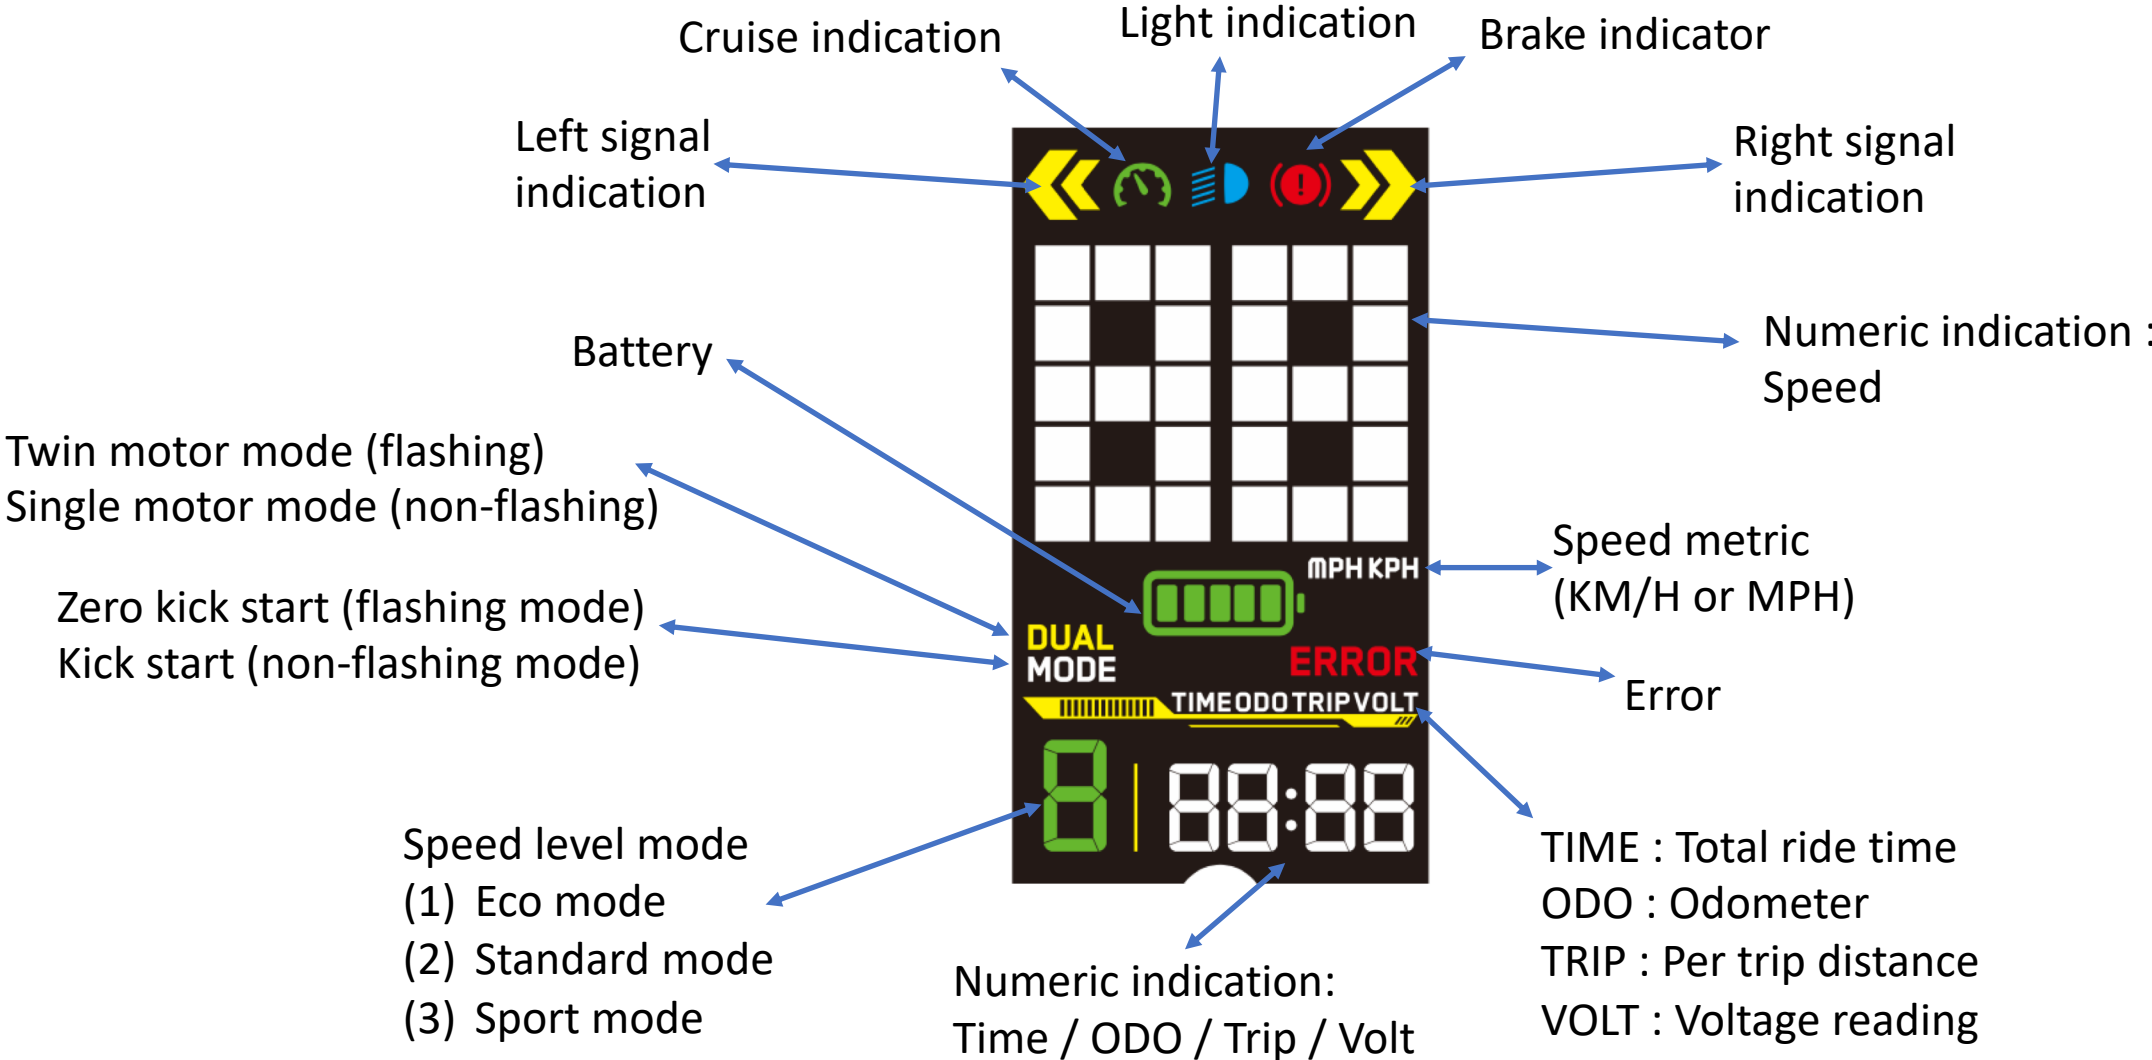 Cruise indication
Light indication
Brake indicator
Left signal
indication
Right signal
indication
Numeric indication :
Speed
Battery
Twin motor mode (flashing)
Single motor mode (non-flashing)
Zero kick start (flashing mode)
Kick start (non-flashing mode)
MPH KPH
Speed metric
(KM/H or MPH)
DUAL
MODE
ERROR
Error
TIME ODO TRIP VOLT
8
88:88
Speed level mode
(1) Eco mode
(2) Standard mode
(3) Sport mode
Numeric indication:
Time / ODO / Trip / Volt
TIME : Total ride time
ODO : Odometer
TRIP : Per trip distance
VOLT : Voltage reading